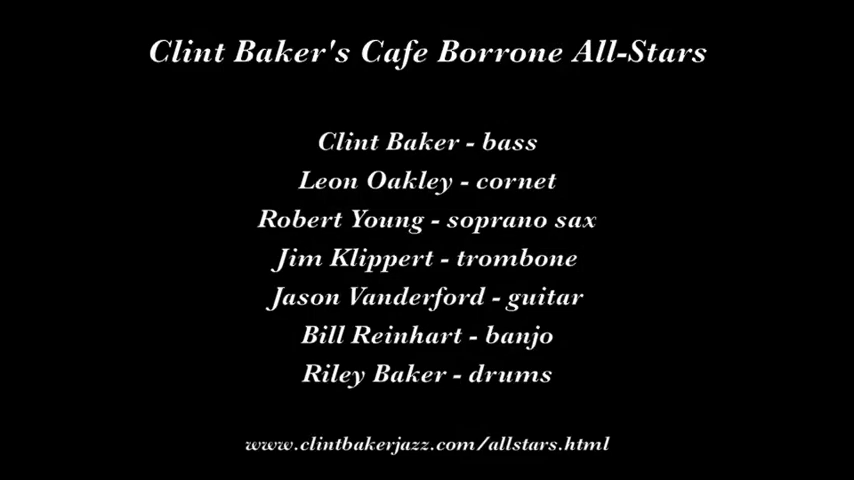 Clint Baker's Cafe Borrone All-Stars
Clint Baker - bass
Leon Oakley - cornet
Robert Young - soprano sax
Jim Klippert - trombone
Jason Vanderford - guitar
Bill Reinhart - banjo
Riley Baker - drums
www.clintbakerjazz.com/allstars.html